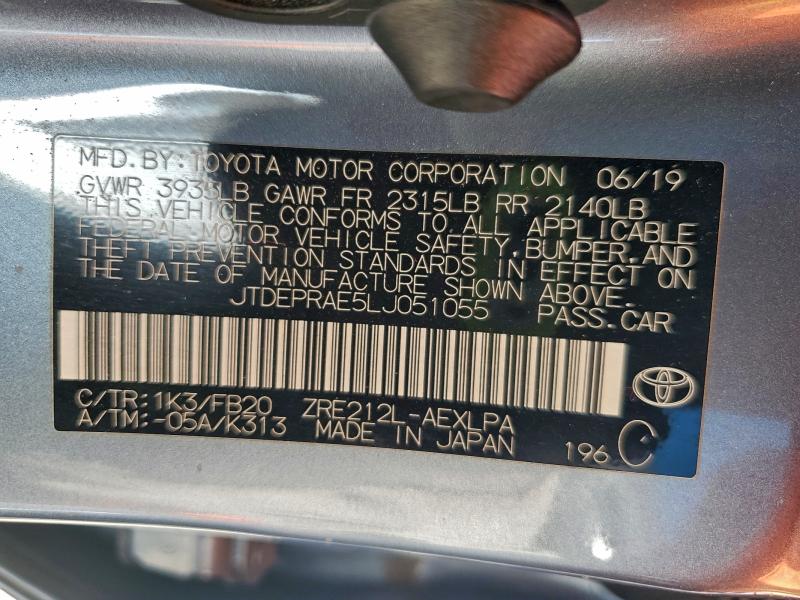 MFD. BY: TOYOTA MOTOR CORPORATION 06/19
GVWR 3935LB GAWR FR 2315LB RR 2140LB
THIS VEHICLE CONFORMS TO ALL APPLICABLE
FEDERAL MOTOR VEHICLE SAFETY, BUMPER, AND
THEFT PREVENTION STANDARDS IN EFFECT ON
THE DATE OF MANUFACTURE SHOWN ABOVE.
JTDEPRAE5LJ051055 PASS. CAR
C/TR: 1K3/FB20 ZRE212L-AEXLPA
A/TM: -05A/K313 MADE IN JAPAN 196 C